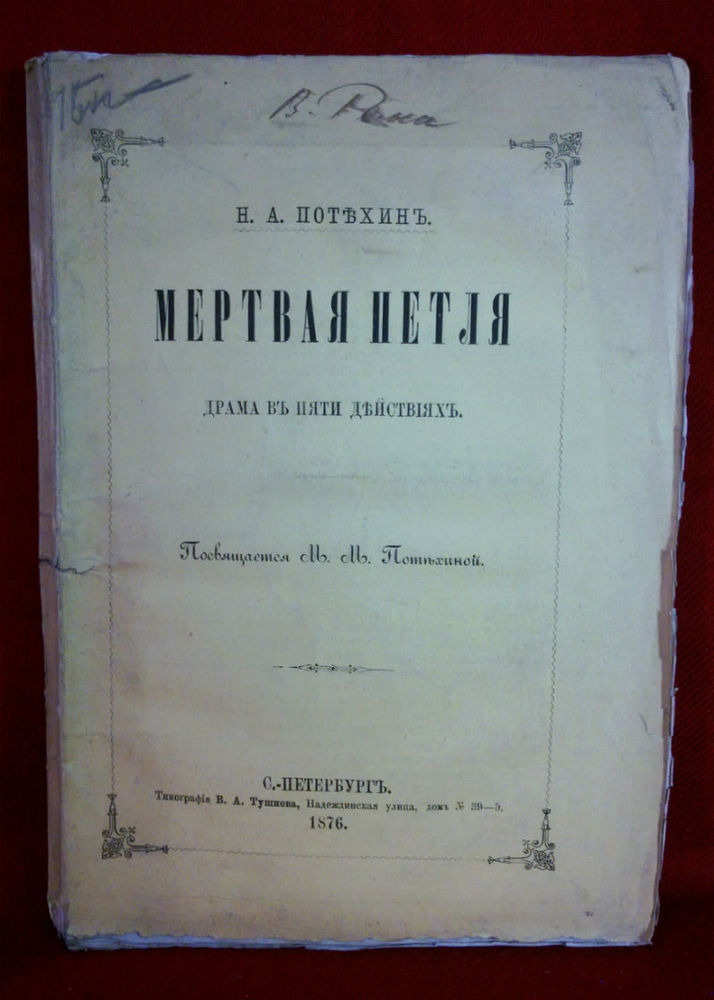 Н. А. ПОТѢХИНЪ.
МЕРТВАЯ ПЕТЛЯ
ДРАМА ВЪ ПЯТИ ДѢЙСТВІЯХЪ.
Посвящается М. М. Потѣхиной.
С.-ПЕТЕРБУРГЪ.
Типографія В. А. Тушнова, Надеждинская улица, домъ № 39—5.
1876.